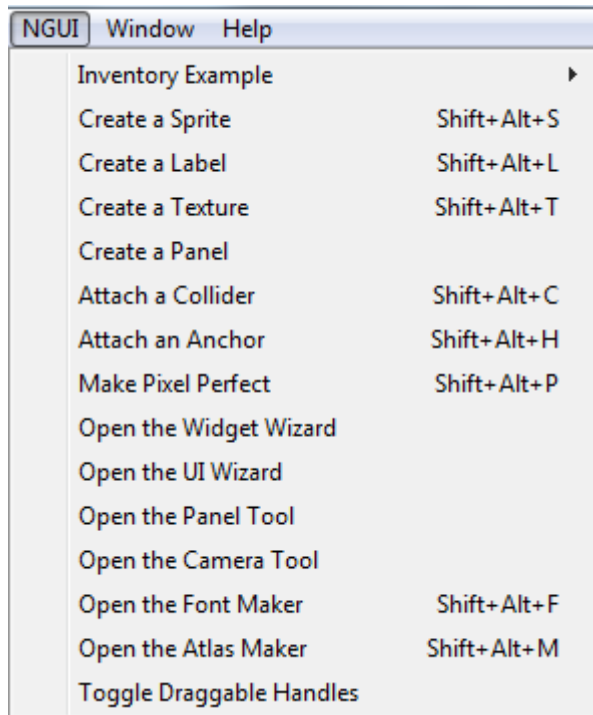 NGUI Window Help
Inventory Example
Create a Sprite Shift+Alt+S
Create a Label Shift+Alt+L
Create a Texture Shift+Alt+T
Create a Panel
Attach a Collider Shift+Alt+C
Attach an Anchor Shift+Alt+H
Make Pixel Perfect Shift+Alt+P
Open the Widget Wizard
Open the UI Wizard
Open the Panel Tool
Open the Camera Tool
Open the Font Maker Shift+Alt+F
Open the Atlas Maker Shift+Alt+M
Toggle Draggable Handles